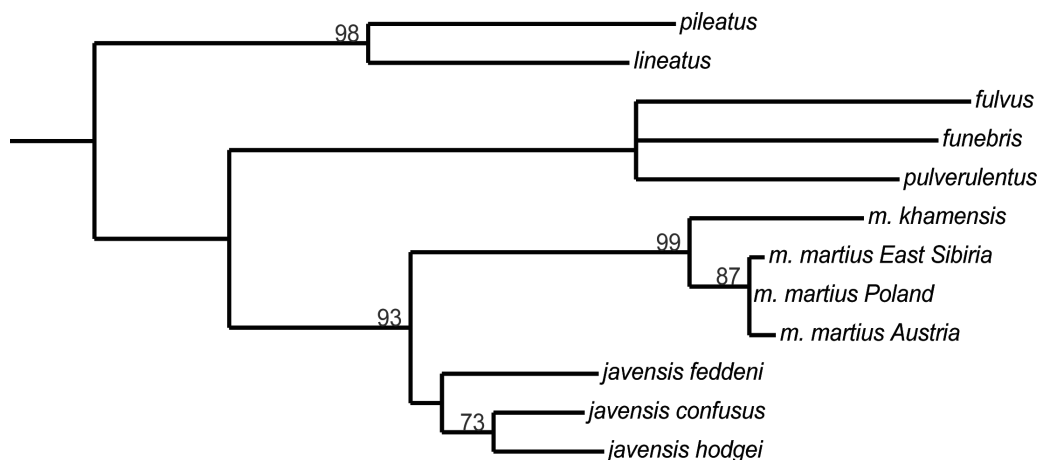 98
pileatus
lineatus
fulvus
funebris
pulverulentus
m. khamensis
99
m. martius East Sibiria
87
m. martius Poland
m. martius Austria
93
javensis feddeni
javensis confusus
73
javensis hodgei